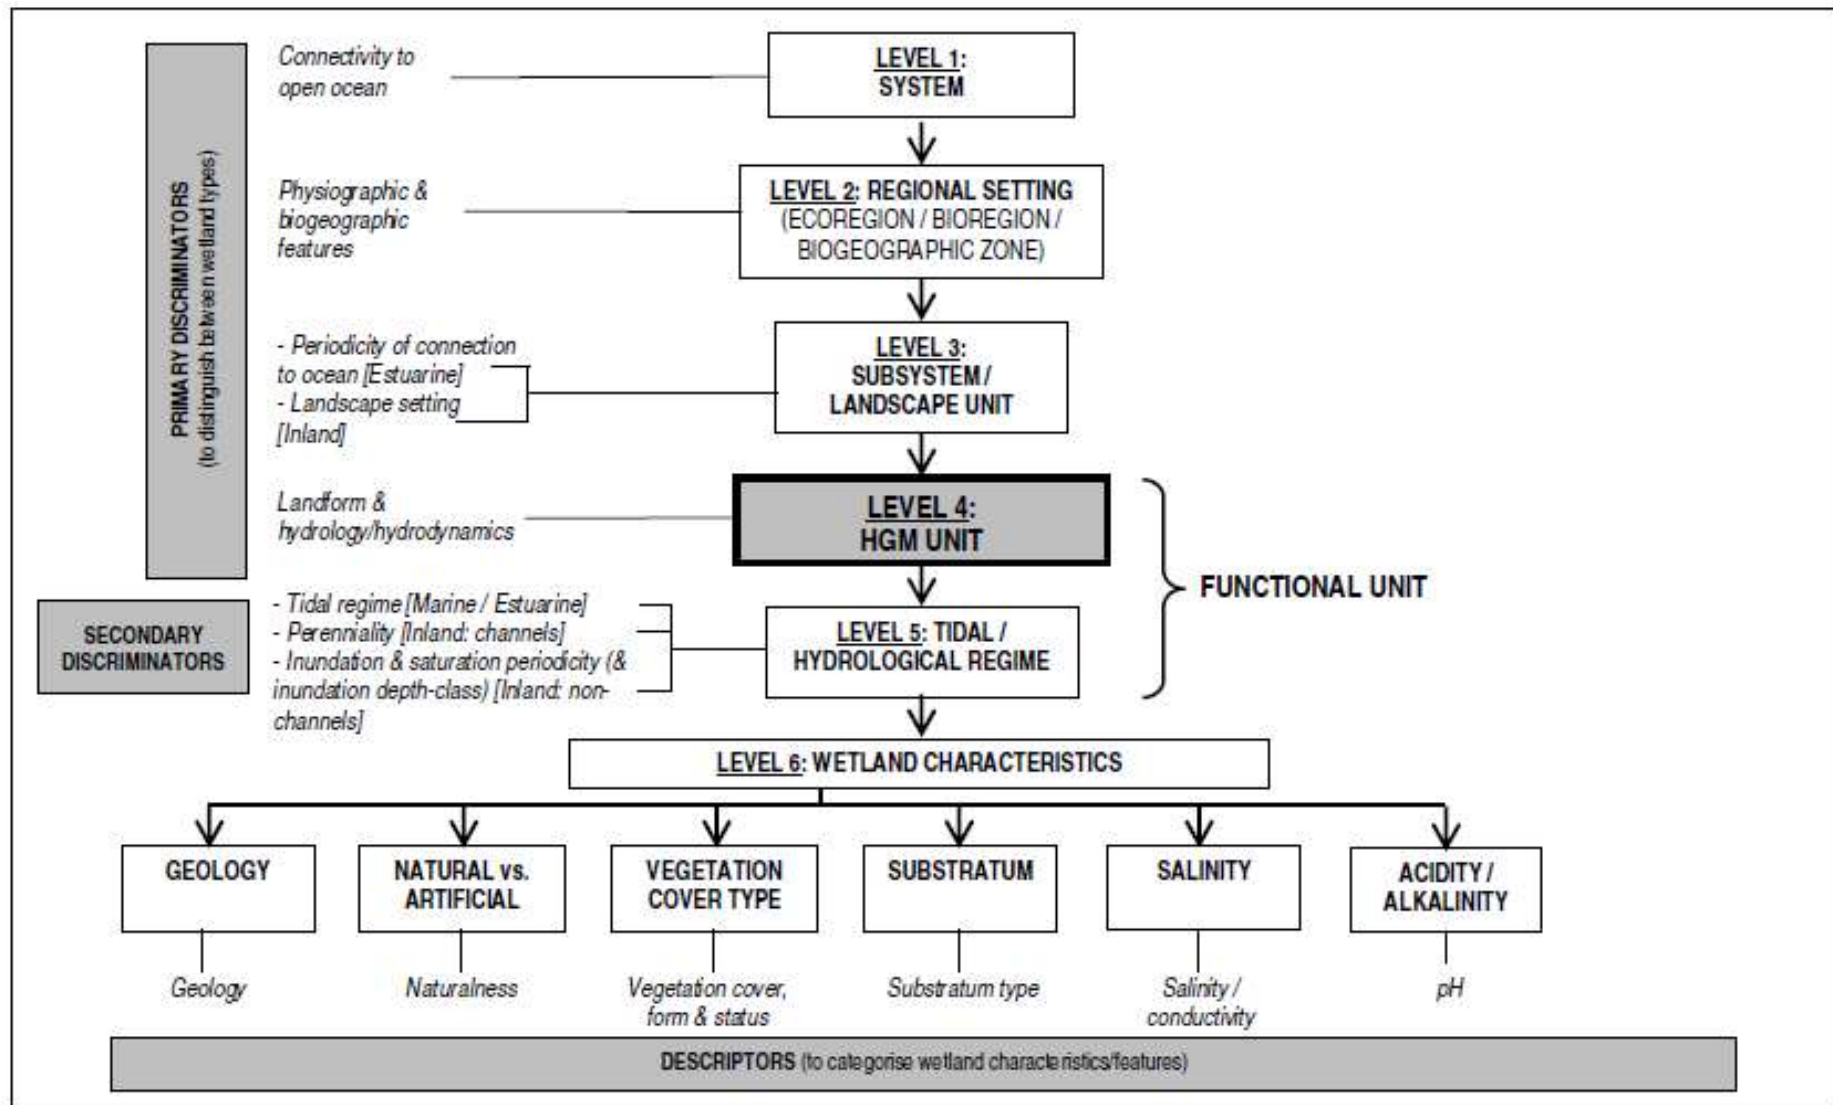 Connectivity to
open ocean
LEVEL 1:
SYSTEM
PRIMARY DISCRIMINATORS
(to distinguish between wetland types)
Physiographic &
biogeographic
features
LEVEL 2: REGIONAL SETTING
(ECOREGION / BIOREGION /
BIOGEOGRAPHIC ZONE)
- Periodicity of connection
to ocean [Estuarine]
- Landscape setting
[Inland]
LEVEL 3:
SUBSYSTEM /
LANDSCAPE UNIT
Landform &
hydrology/hydrodynamics
LEVEL 4:
HGM UNIT
FUNCTIONAL UNIT
SECONDARY
DISCRIMINATORS
- Tidal regime [Marine / Estuarine]
- Perenniality [Inland: channels]
- Inundation & saturation periodicity (&
inundation depth-class) [Inland: non-
channels]
LEVEL 5: TIDAL /
HYDROLOGICAL REGIME
LEVEL 6: WETLAND CHARACTERISTICS
GEOLOGY
NATURAL vs.
ARTIFICIAL
VEGETATION
COVER TYPE
SUBSTRATUM
SALINITY
ACIDITY /
ALKALINITY
Geology
Naturalness
Vegetation cover,
form & status
Substratum type
Salinity /
conductivity
pH
DESCRIPTORS (to categorise wetland characteristics/features)